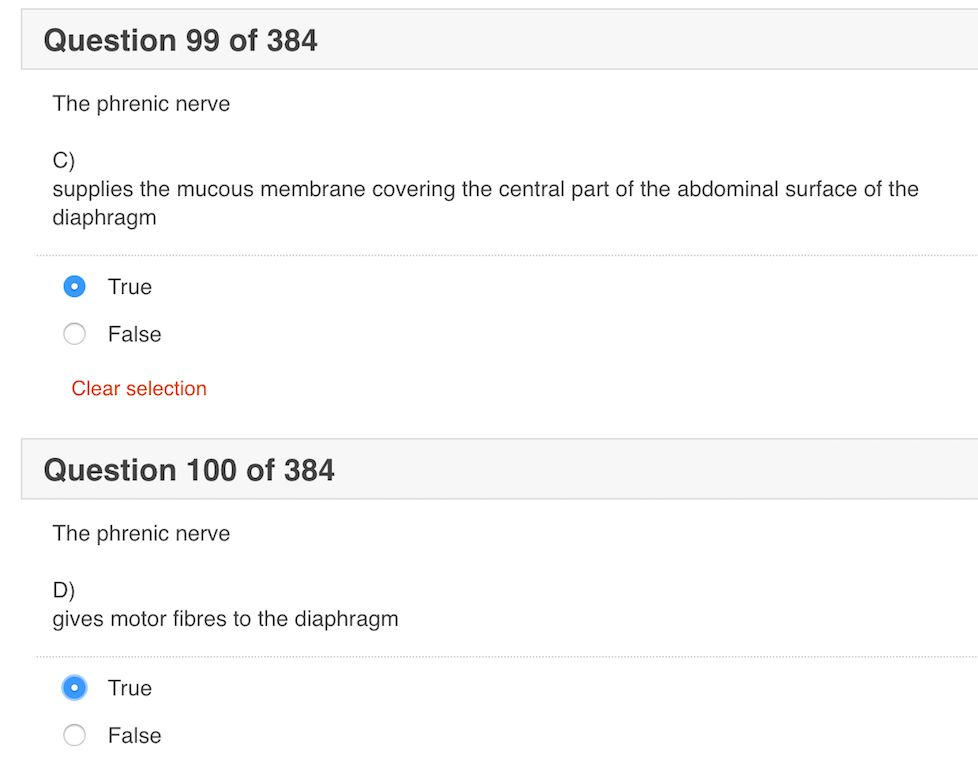 Question 99 of 384
The phrenic nerve
C)
supplies the mucous membrane covering the central part of the abdominal surface of the
diaphragm
True
False
Clear selection
Question 100 of 384
The phrenic nerve
D)
gives motor fibres to the diaphragm
True
False